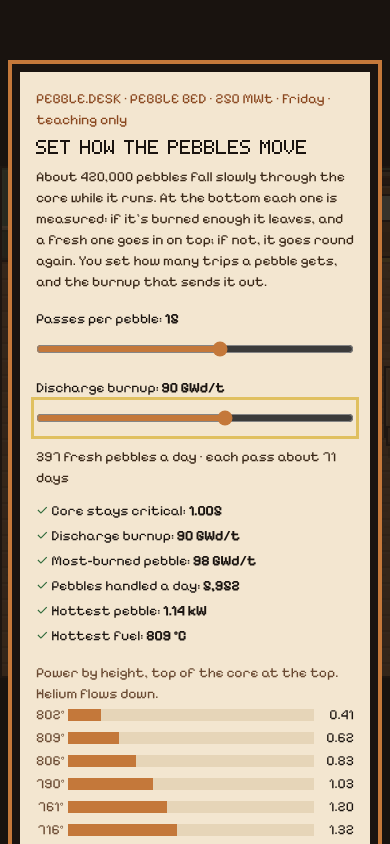 PEBBLE.DESK · PEBBLE BED · 250 MWt · Friday ·
teaching only
SET HOW THE PEBBLES MOVE
About 420,000 pebbles fall slowly through the
core while it runs. At the bottom each one is
measured: if it's burned enough it leaves, and
a fresh one goes in on top; if not, it goes round
again. You set how many trips a pebble gets,
and the burnup that sends it out.
Passes per pebble: 15
Discharge burnup: 90 GWd/t
397 fresh pebbles a day · each pass about 71
days
✓ Core stays critical: 1.005
✓ Discharge burnup: 90 GWd/t
✓ Most-burned pebble: 98 GWd/t
✓ Pebbles handled a day: 5,952
✓ Hottest pebble: 1.14 kW
✓ Hottest fuel: 809 °C
Power by height, top of the core at the top.
Helium flows down.
802° 0.41
809° 0.62
806° 0.83
790° 1.03
761° 1.20
716° 1.32